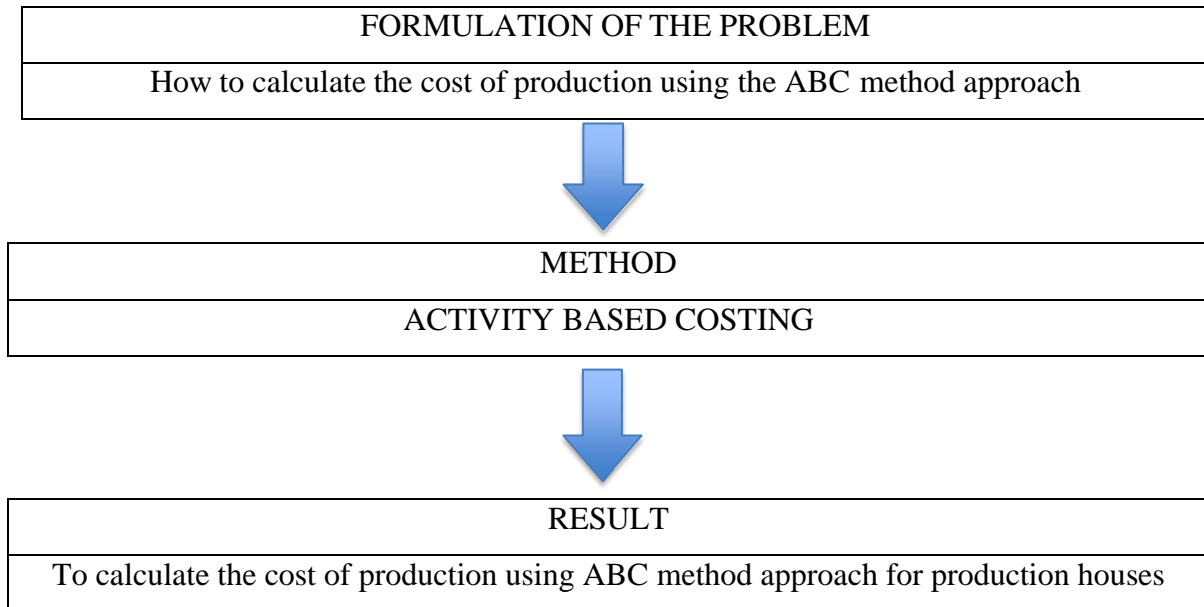 FORMULATION OF THE PROBLEM
How to calculate the cost of production using the ABC method approach
METHOD
ACTIVITY BASED COSTING
RESULT
To calculate the cost of production using ABC method approach for production houses